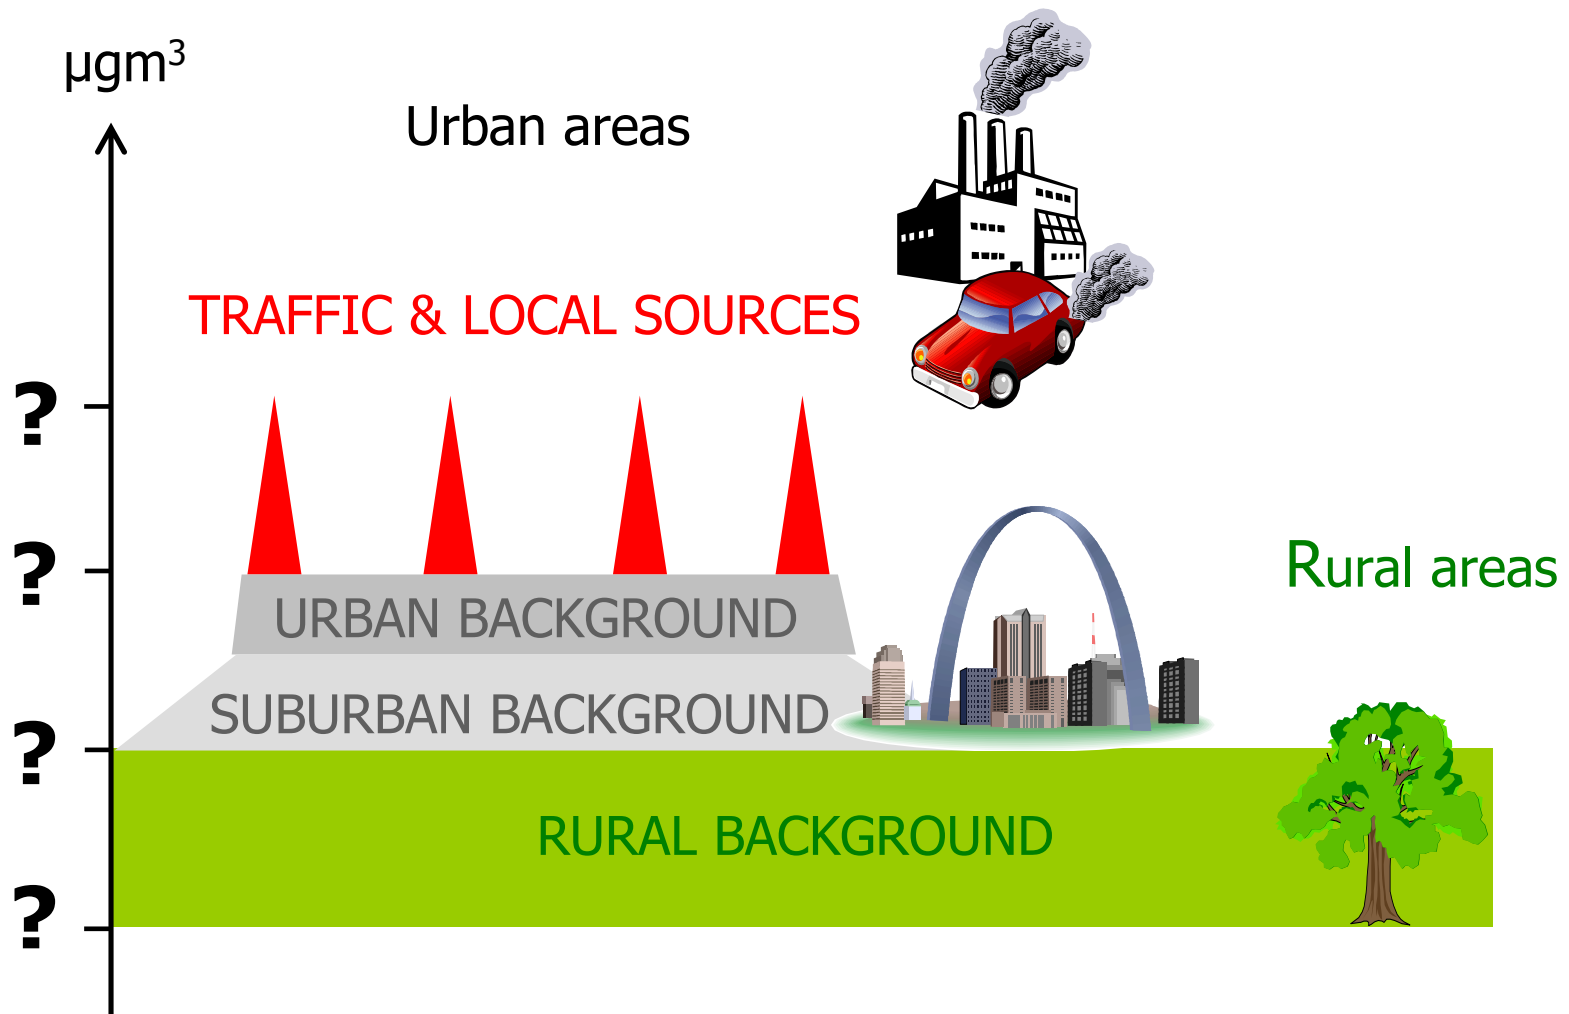 µgm³
Urban areas
TRAFFIC & LOCAL SOURCES
?
?
Rural areas
URBAN BACKGROUND
SUBURBAN BACKGROUND
?
RURAL BACKGROUND
?